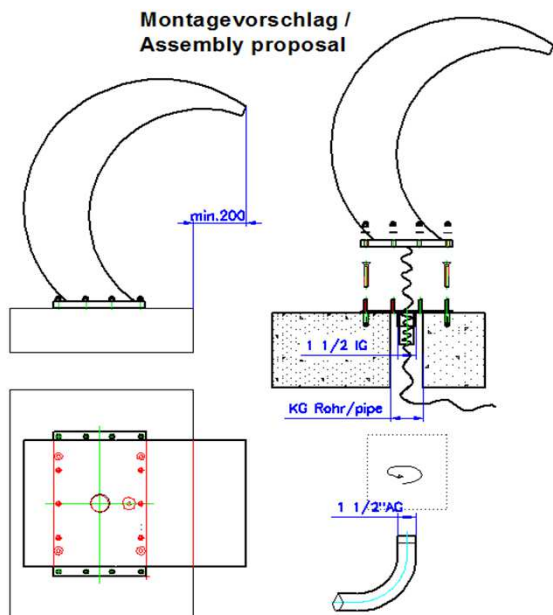 Montagevorschlag /
Assembly proposal
min.200
1 1/2 IG
KG Rohr/pipe
1 1/2"AG